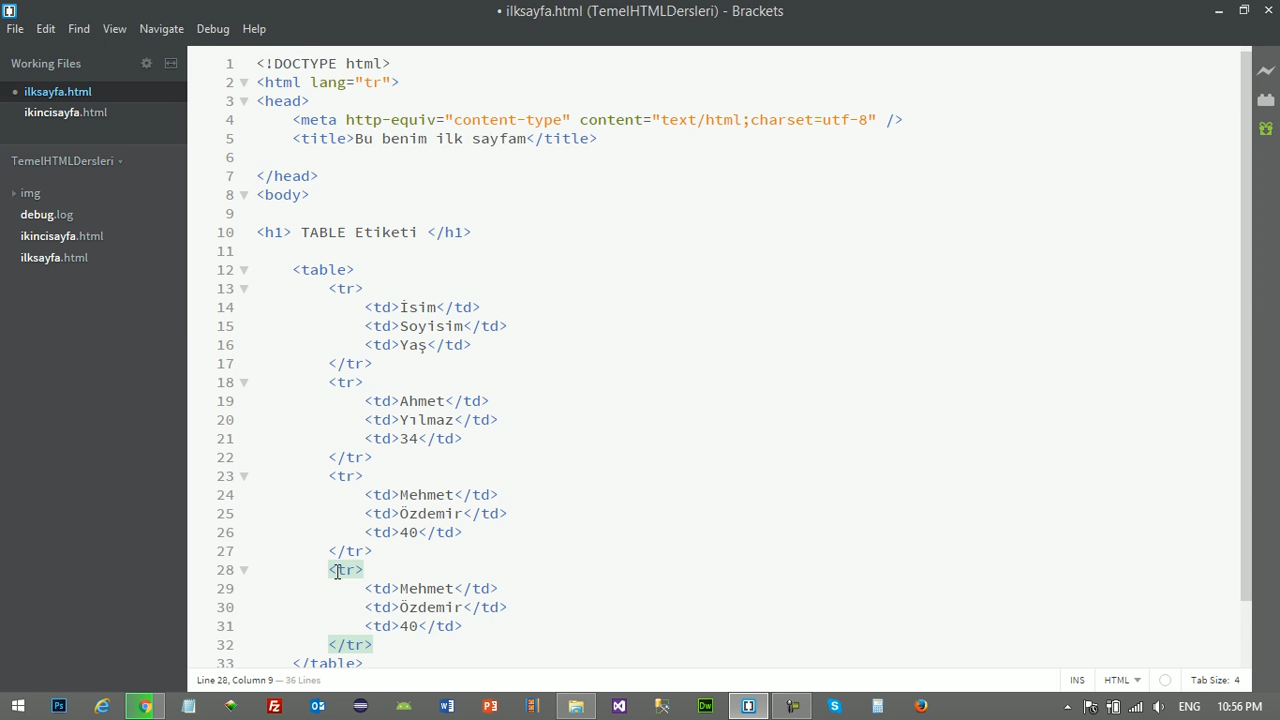 • ilksayfa.html (TemelHTMLDersleri) - Brackets
File Edit Find View Navigate Debug Help
Working Files
• ilksayfa.html
ikincisayfa.html
TemelHTMLDersleri
img
debug.log
ikincisayfa.html
ilksayfa.html
1 <!DOCTYPE html>
2 <html lang="tr">
3 <head>
4 <meta http-equiv="content-type" content="text/html;charset=utf-8" />
5 <title>Bu benim ilk sayfam</title>
6
7 </head>
8 <body>
9
10 <h1> TABLE Etiketi </h1>
11
12 <table>
13 <tr>
14 <td>İsim</td>
15 <td>Soyisim</td>
16 <td>Yaş</td>
17 </tr>
18 <tr>
19 <td>Ahmet</td>
20 <td>Yılmaz</td>
21 <td>34</td>
22 </tr>
23 <tr>
24 <td>Mehmet</td>
25 <td>Özdemir</td>
26 <td>40</td>
27 </tr>
28 <tr>
29 <td>Mehmet</td>
30 <td>Özdemir</td>
31 <td>40</td>
32 </tr>
33 </table>
Line 28, Column 9 — 36 Lines INS HTML Tab Size: 4
Ps Dw ENG 10:56 PM